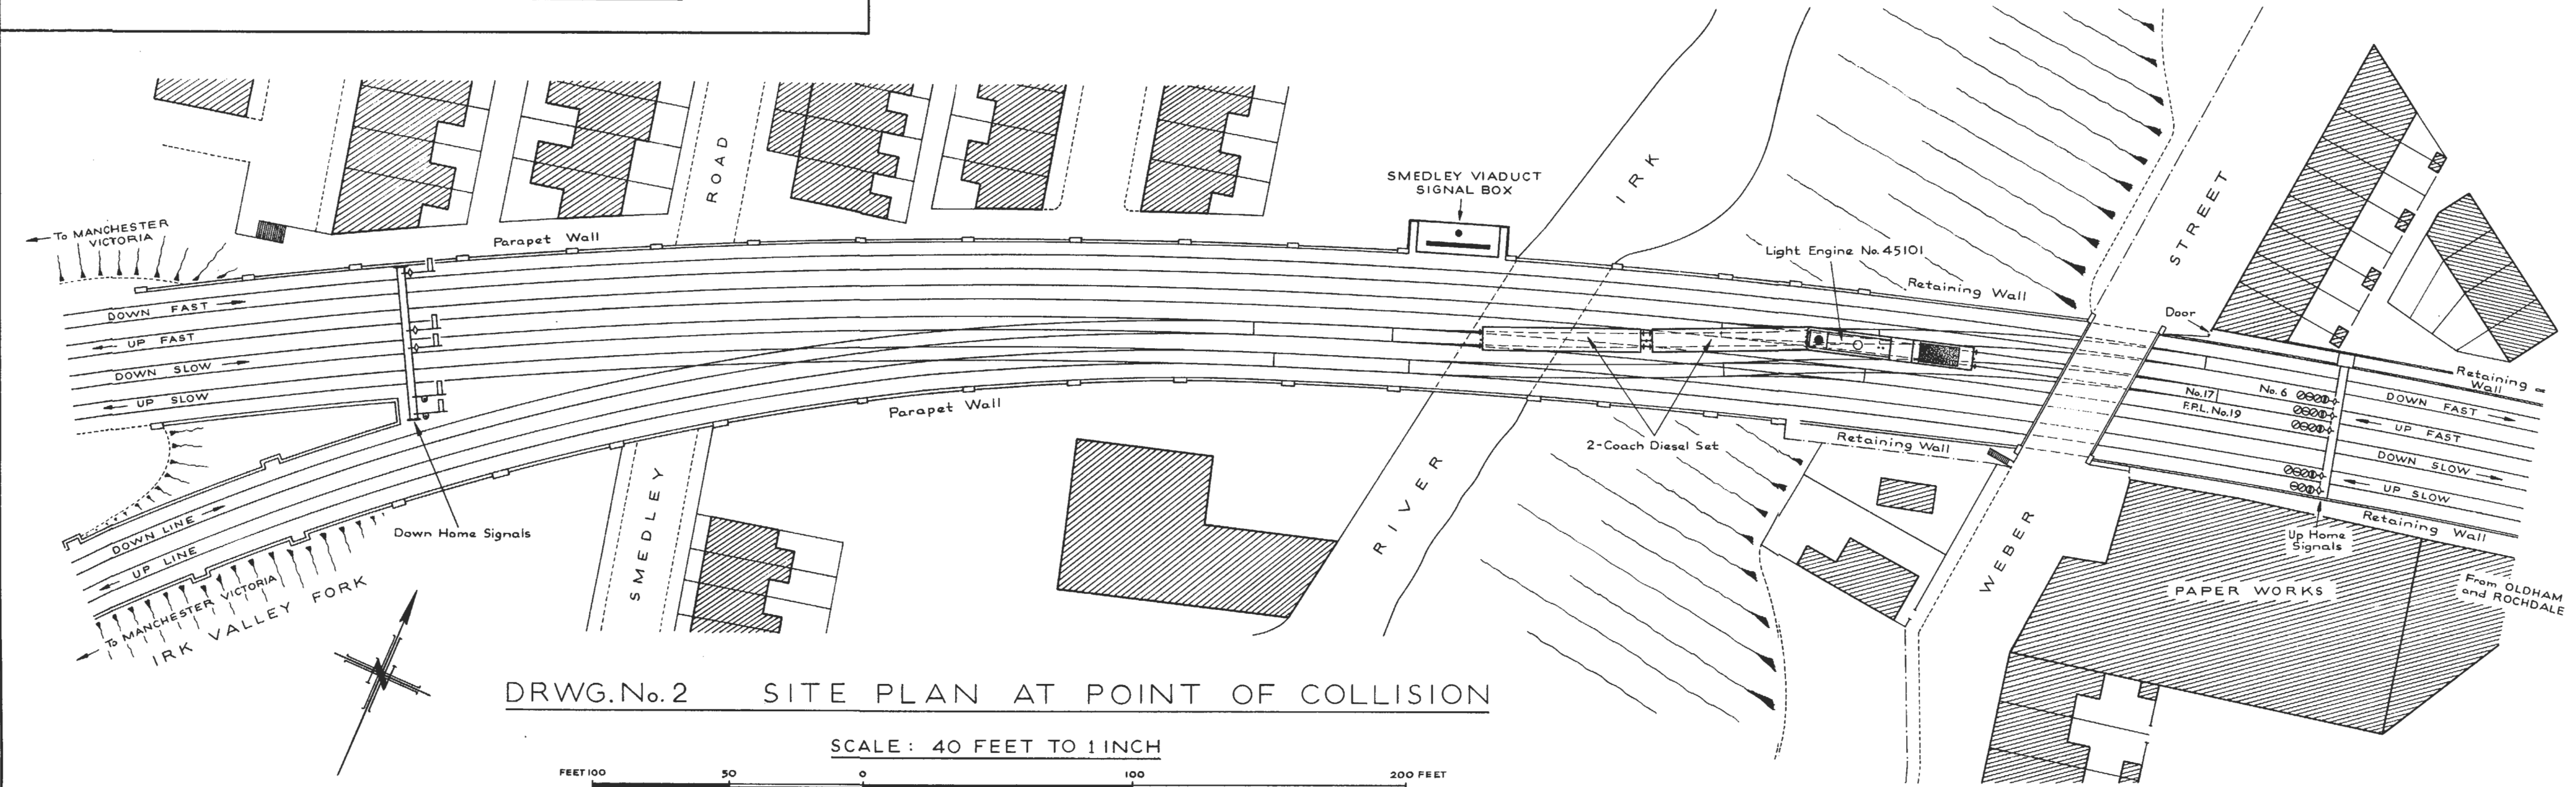 SMEDLEY VIADUCT
SIGNAL BOX
ROAD
IRK
STREET
To MANCHESTER
VICTORIA
Parapet Wall
Light Engine No. 45101
Retaining Wall
Door
DOWN FAST
UP FAST
DOWN SLOW
UP SLOW
Retaining
Wall
No.17
No. 6
F.P.L. No.19
DOWN FAST
UP FAST
DOWN SLOW
UP SLOW
Parapet Wall
2-Coach Diesel Set
Retaining Wall
Retaining Wall
Up Home
Signals
DOWN LINE
UP LINE
Down Home Signals
SMEDLEY
RIVER
WEBER
PAPER WORKS
From OLDHAM
and ROCHDALE
To MANCHESTER VICTORIA
IRK VALLEY FORK
DRWG. No. 2 SITE PLAN AT POINT OF COLLISION
SCALE: 40 FEET TO 1 INCH
FEET 100 50 0 100 200 FEET